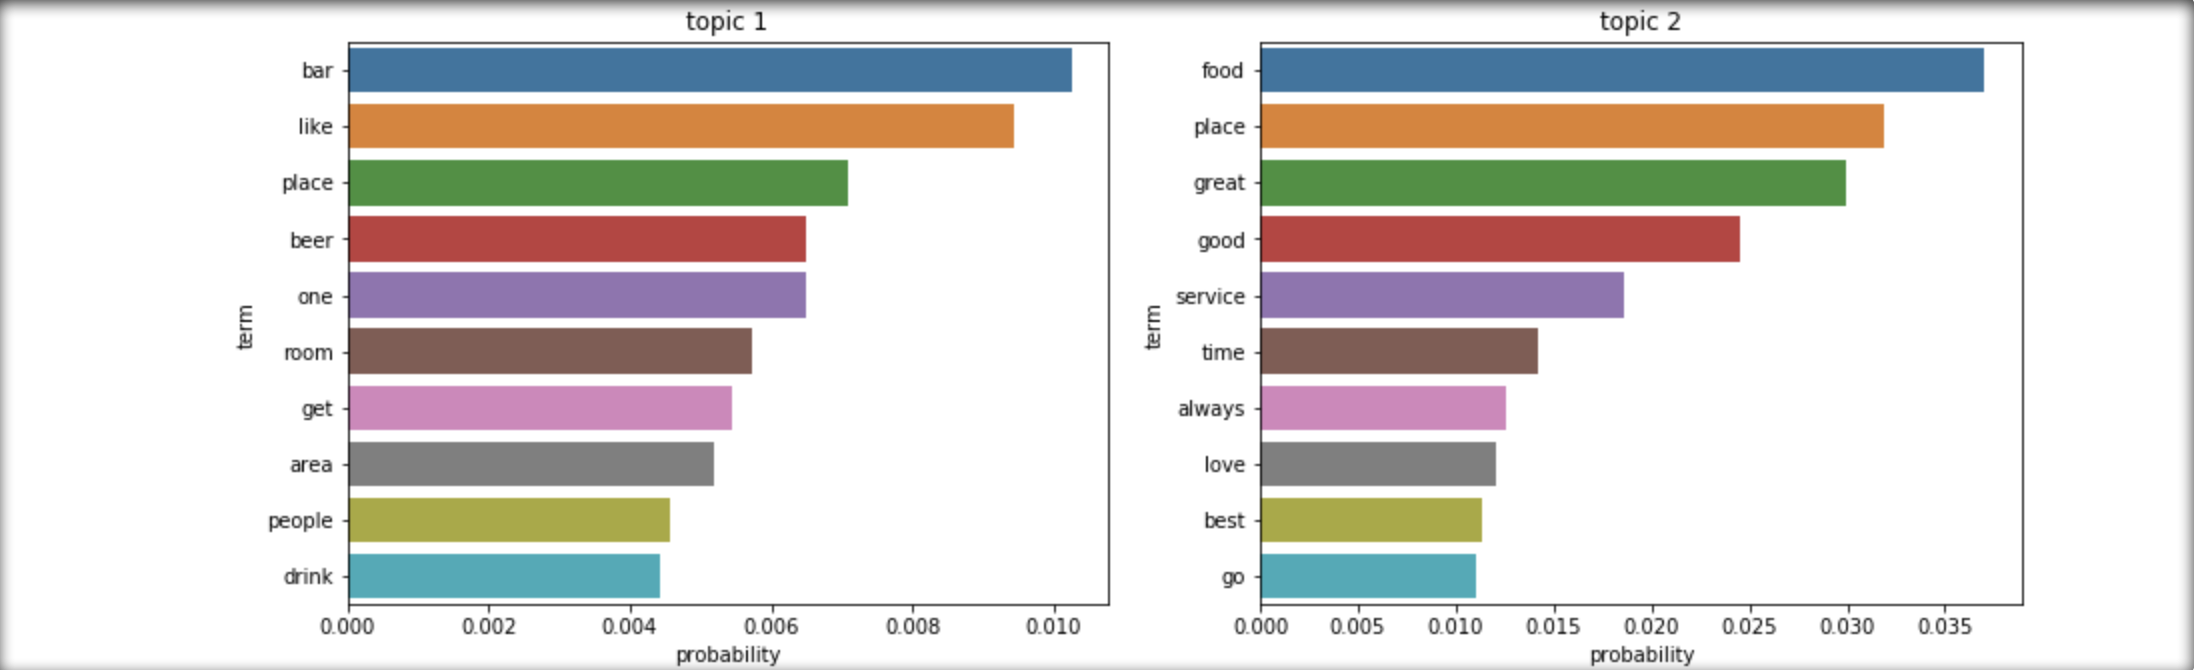 topic 1
bar
like
place
beer
one
room
get
area
people
drink
term
0.000 0.002 0.004 0.006 0.008 0.010
probability
topic 2
food
place
great
good
service
time
always
love
best
go
term
0.000 0.005 0.010 0.015 0.020 0.025 0.030 0.035
probability